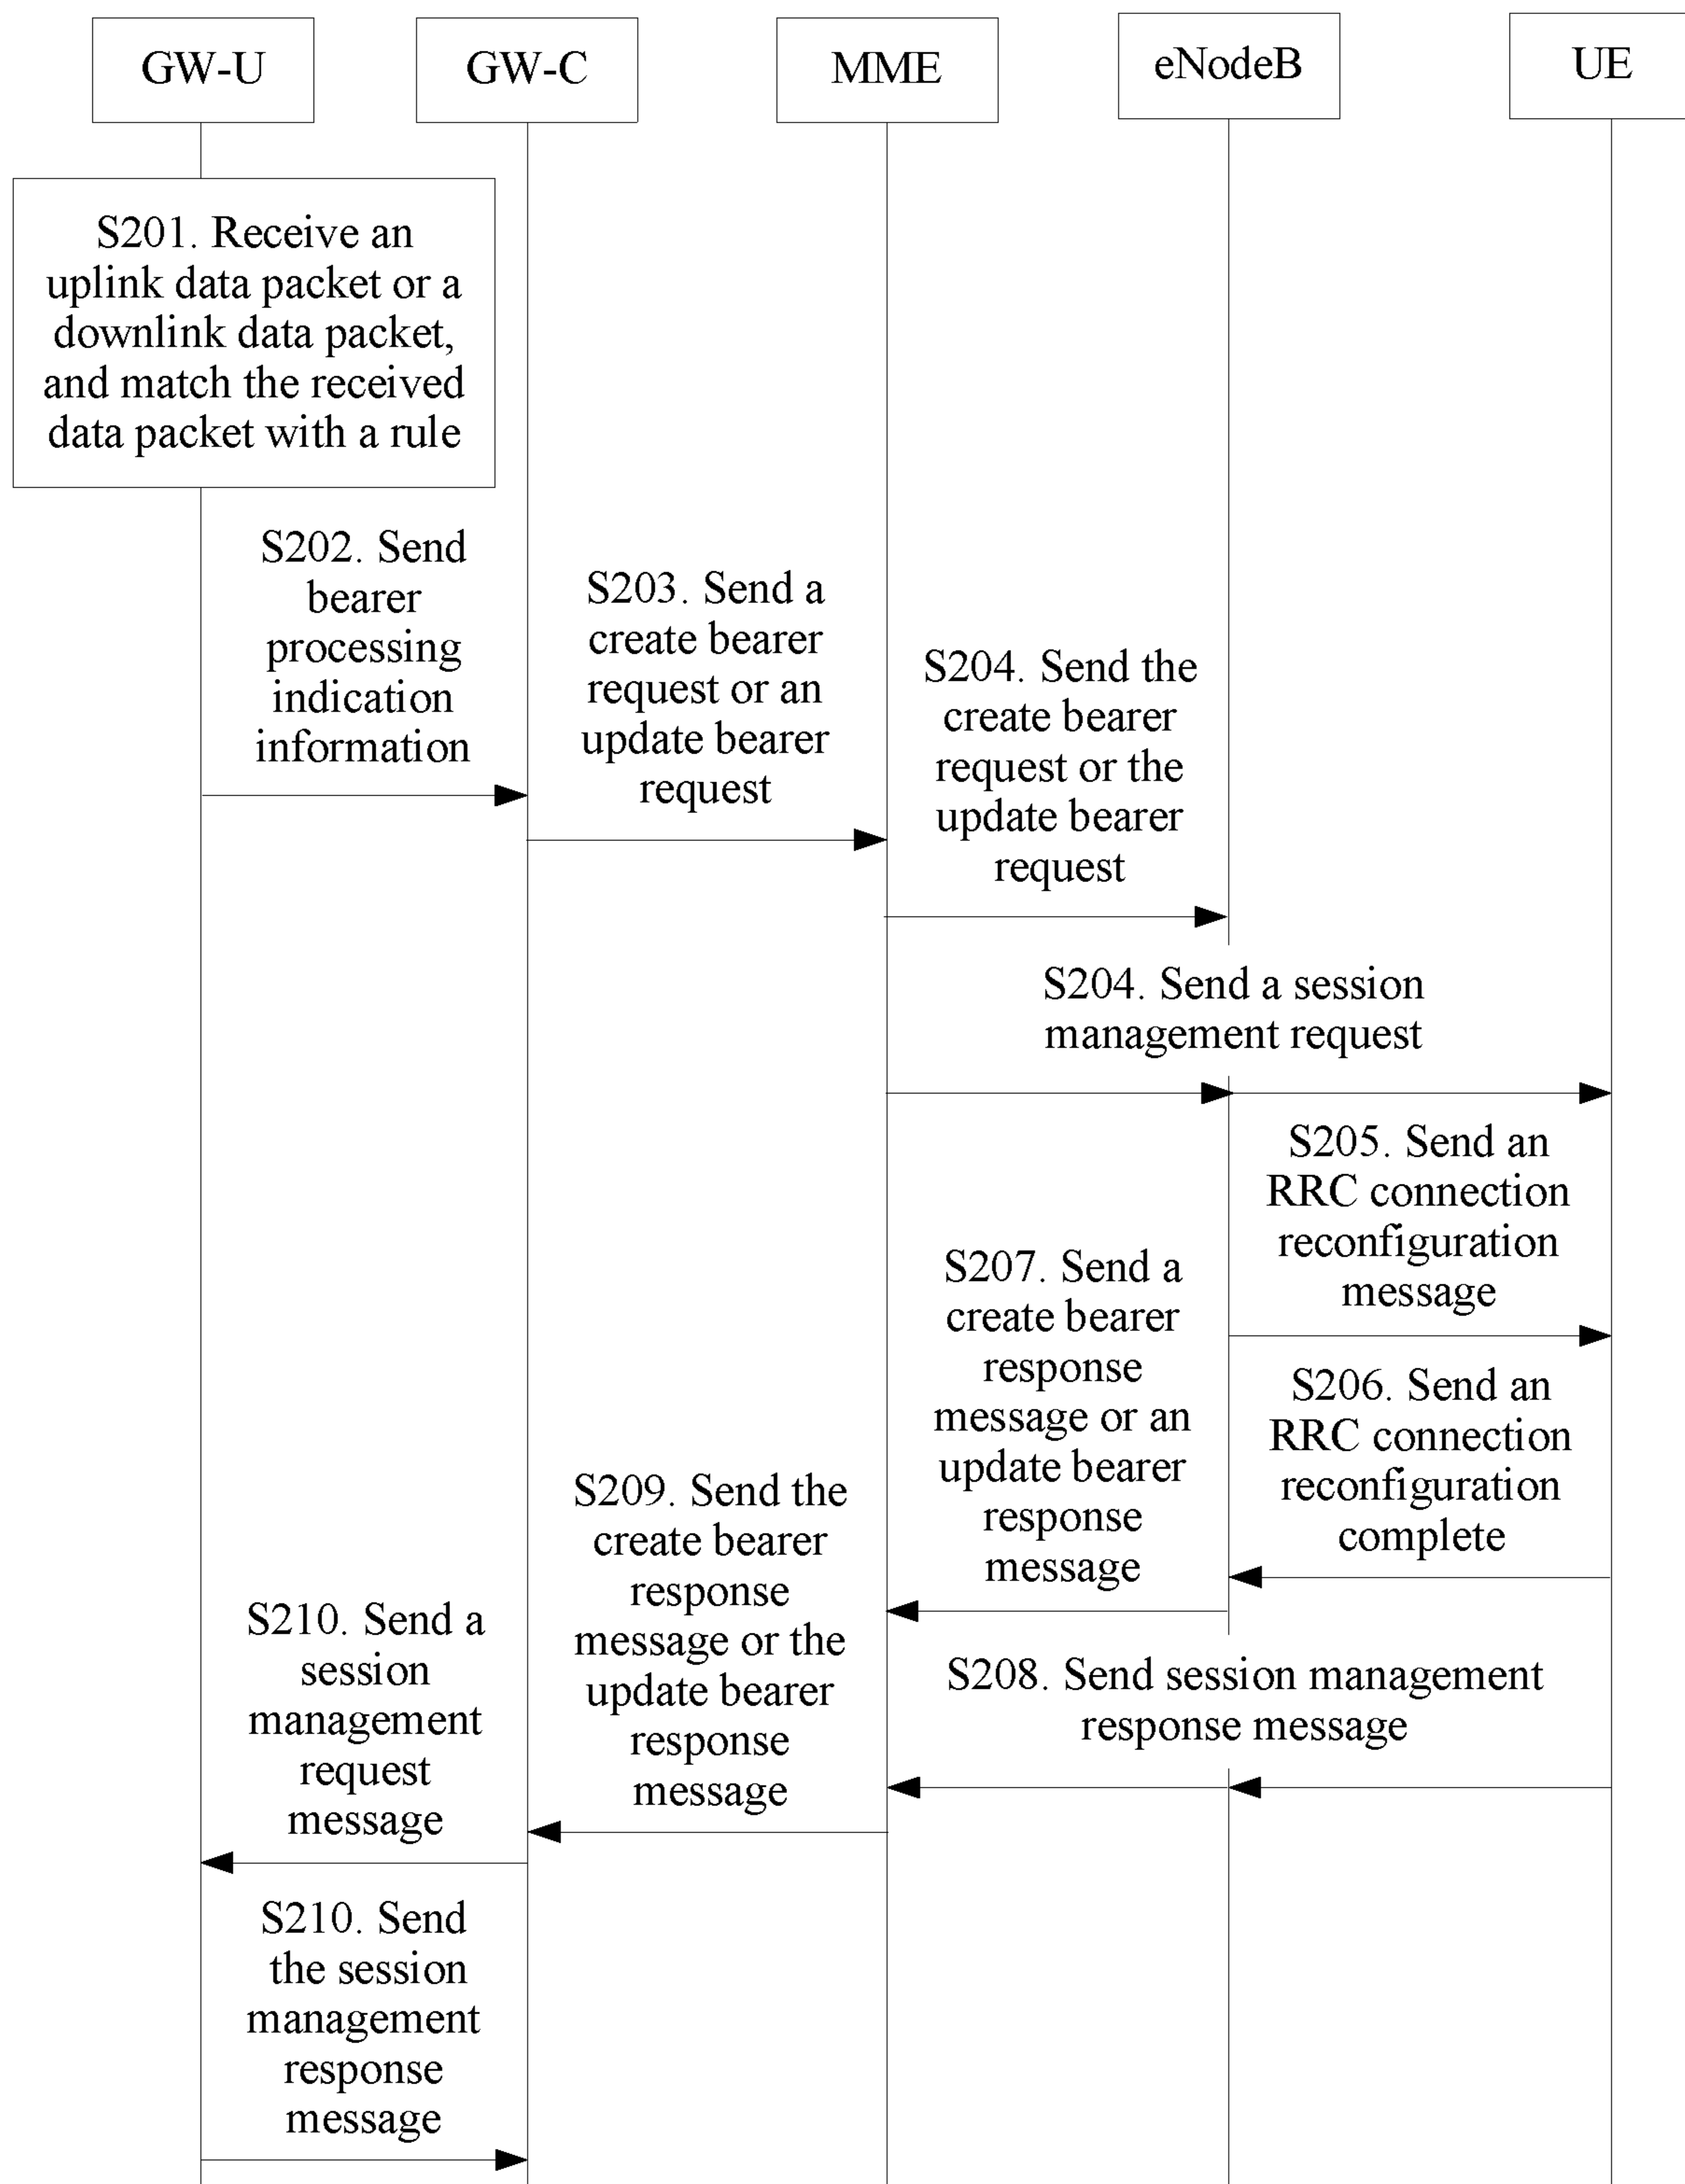 GW-U
GW-C
MME
eNodeB
UE
S201. Receive an
uplink data packet or a
downlink data packet,
and match the received
data packet with a rule
S202. Send
bearer
processing
indication
information
S203. Send a
create bearer
request or an
update bearer
request
S204. Send the
create bearer
request or the
update bearer
request
S204. Send a session
management request
S205. Send an
RRC connection
reconfiguration
message
S206. Send an
RRC connection
reconfiguration
complete
S207. Send a
create bearer
response
message or an
update bearer
response
message
S208. Send session management
response message
S209. Send the
create bearer
response
message or the
update bearer
response
message
S210. Send a
session
management
request
message
S210. Send
the session
management
response
message